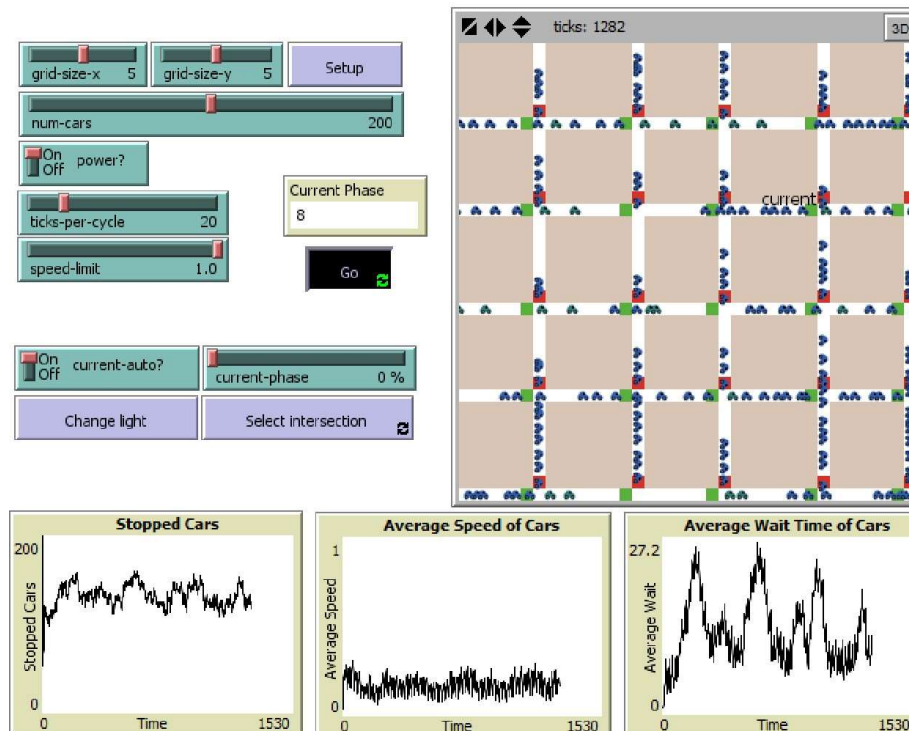 ticks: 1282
3D
grid-size-x 5
grid-size-y 5
Setup
num-cars 200
On
Off
power?
ticks-per-cycle 20
speed-limit 1.0
Current Phase
8
Go
current
On
Off
current-auto?
current-phase 0 %
Change light
Select intersection
Stopped Cars
200
Stopped Cars
0
0
Time
1530
Average Speed of Cars
1
Average Speed
0
0
Time
1530
Average Wait Time of Cars
27.2
Average Wait
0
0
Time
1530